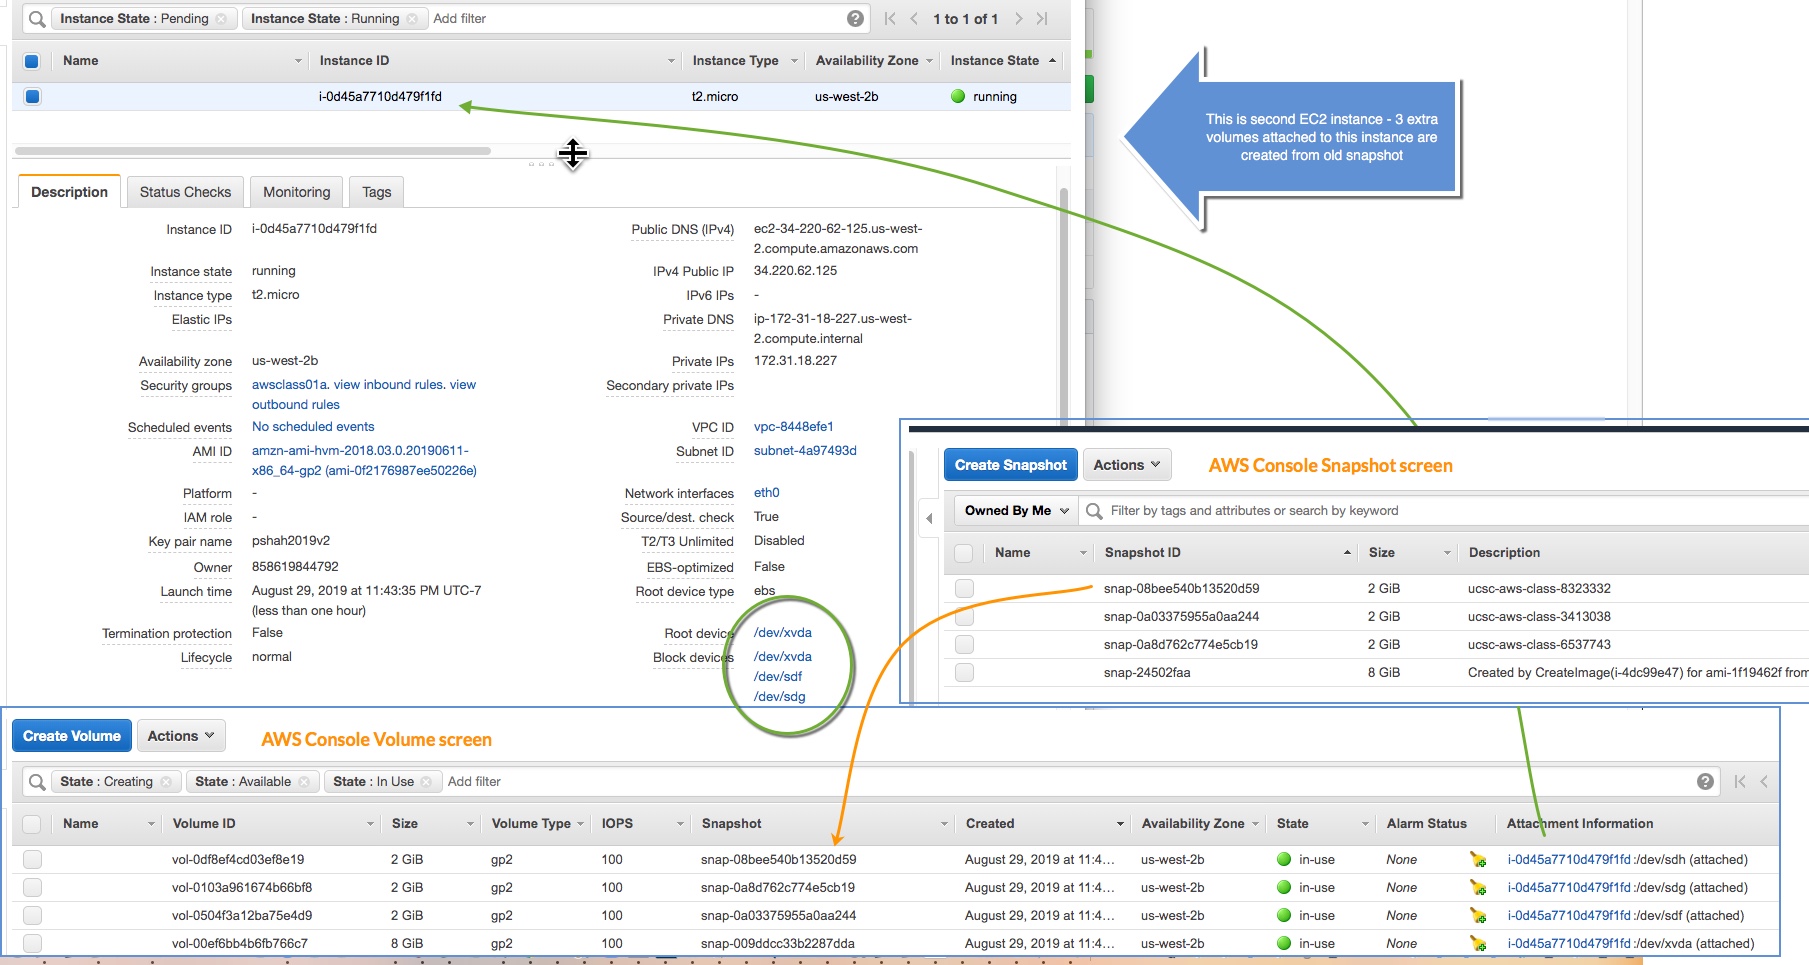 Instance State : Pending Instance State : Running Add filter 1 to 1 of 1
Name Instance ID Instance Type Availability Zone Instance State
i-0d45a7710d479f1fd t2.micro us-west-2b running
This is second EC2 instance - 3 extra
volumes attached to this instance are
created from old snapshot
Description Status Checks Monitoring Tags
Instance ID i-0d45a7710d479f1fd
Instance state running
Instance type t2.micro
Elastic IPs
Availability zone us-west-2b
Security groups awsclass01a. view inbound rules. view
outbound rules
Scheduled events No scheduled events
AMI ID amzn-ami-hvm-2018.03.0.20190611-
x86_64-gp2 (ami-0f2176987ee50226e)
Platform -
IAM role -
Key pair name pshah2019v2
Owner 858619844792
Launch time August 29, 2019 at 11:43:35 PM UTC-7
(less than one hour)
Termination protection False
Lifecycle normal
Public DNS (IPv4) ec2-34-220-62-125.us-west-
2.compute.amazonaws.com
IPv4 Public IP 34.220.62.125
IPv6 IPs -
Private DNS ip-172-31-18-227.us-west-
2.compute.internal
Private IPs 172.31.18.227
Secondary private IPs
VPC ID vpc-8448efe1
Subnet ID subnet-4a97493d
Network interfaces eth0
Source/dest. check True
T2/T3 Unlimited Disabled
EBS-optimized False
Root device type ebs
Root device /dev/xvda
Block devices /dev/xvda
/dev/sdf
/dev/sdg
Create Snapshot Actions AWS Console Snapshot screen
Owned By Me Filter by tags and attributes or search by keyword
Name Snapshot ID Size Description
snap-08bee540b13520d59 2 GiB ucsc-aws-class-8323332
snap-0a03375955a0aa244 2 GiB ucsc-aws-class-3413038
snap-0a8d762c774e5cb19 2 GiB ucsc-aws-class-6537743
snap-24502faa 8 GiB Created by CreateImage(i-4dc99e47) for ami-1f19462f from
Create Volume Actions AWS Console Volume screen
State : Creating State : Available State : In Use Add filter
Name Volume ID Size Volume Type IOPS Snapshot Created Availability Zone State Alarm Status Attachment Information
vol-0df8ef4cd03ef8e19 2 GiB gp2 100 snap-08bee540b13520d59 August 29, 2019 at 11:4... us-west-2b in-use None i-0d45a7710d479f1fd:/dev/sdh (attached)
vol-0103a961674b66bf8 2 GiB gp2 100 snap-0a8d762c774e5cb19 August 29, 2019 at 11:4... us-west-2b in-use None i-0d45a7710d479f1fd:/dev/sdg (attached)
vol-0504f3a12ba75e4d9 2 GiB gp2 100 snap-0a03375955a0aa244 August 29, 2019 at 11:4... us-west-2b in-use None i-0d45a7710d479f1fd:/dev/sdf (attached)
vol-00ef6bb4b6fb766c7 8 GiB gp2 100 snap-009ddcc33b2287dda August 29, 2019 at 11:4... us-west-2b in-use None i-0d45a7710d479f1fd:/dev/xvda (attached)